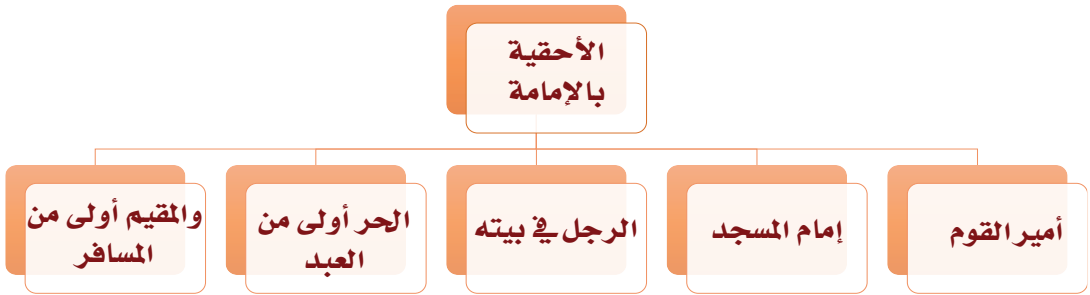 الأحقية
بالإمامة
أمير القوم
إمام المسجد
الرجل في بيته
الحر أولى من
العبد
والمقيم أولى من
المسافر